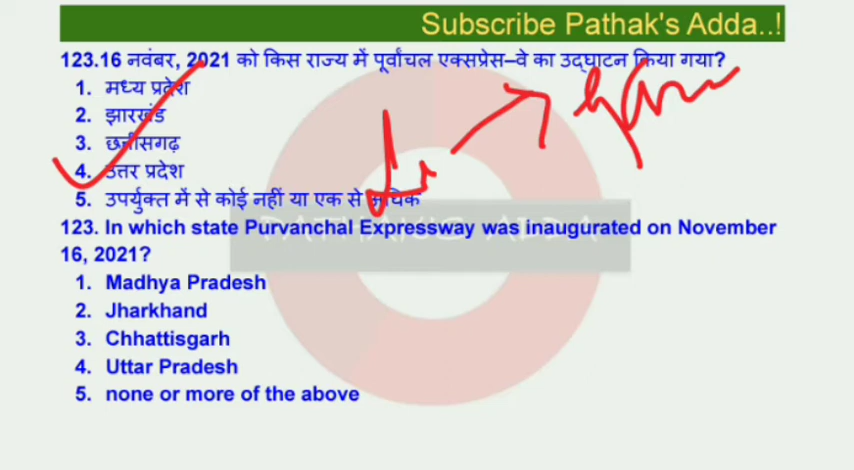 Subscribe Pathak's Adda..!
123.16 नवंबर, 2021 को किस राज्य में पूर्वांचल एक्सप्रेस–वे का उद्घाटन किया गया?
1. मध्य प्रदेश
2. झारखंड
3. छत्तीसगढ़
4. उत्तर प्रदेश
5. उपर्युक्त में से कोई नहीं या एक से अधिक
PATHAK'S ADDA
123. In which state Purvanchal Expressway was inaugurated on November
16, 2021?
1. Madhya Pradesh
2. Jharkhand
3. Chhattisgarh
4. Uttar Pradesh
5. none or more of the above